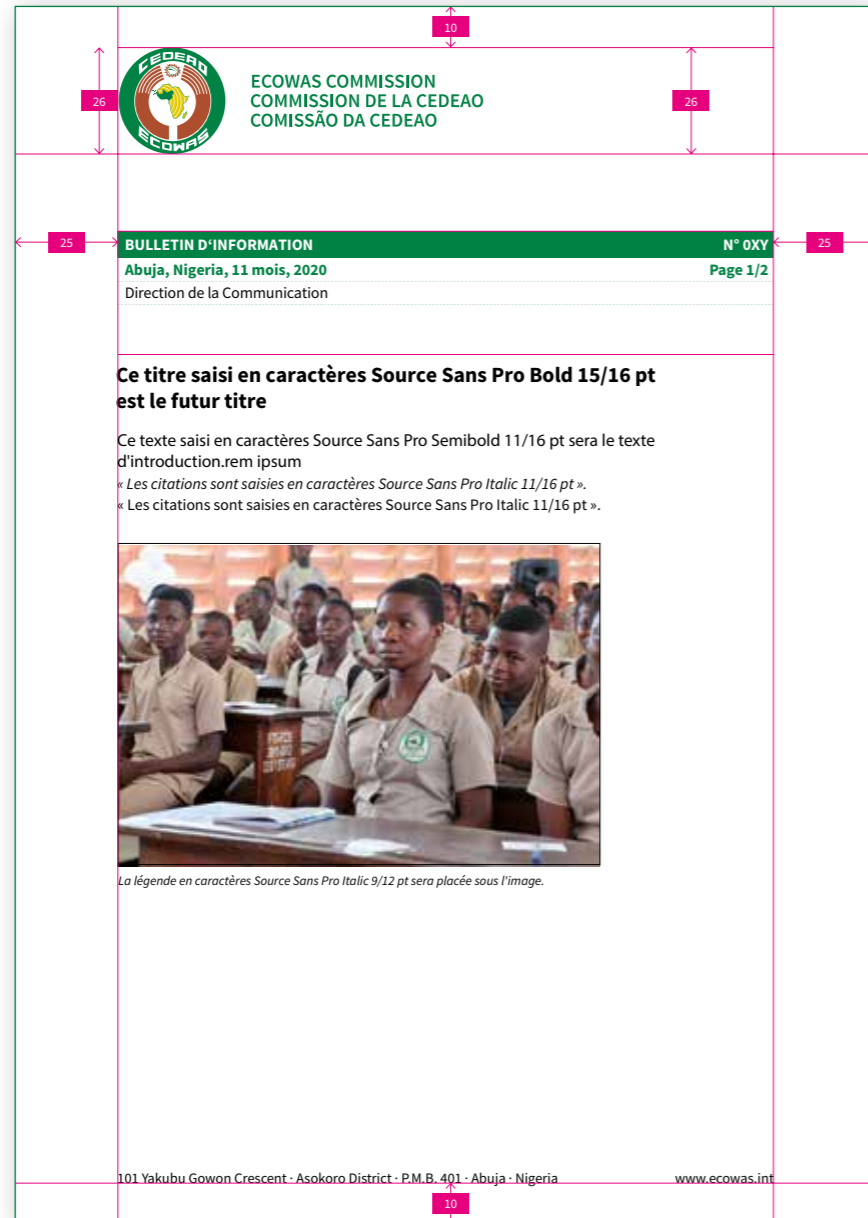 10
CEDEAO
ECOWAS
ECOWAS COMMISSION
COMMISSION DE LA CEDEAO
COMISSÃO DA CEDEAO
26
26
25
25
BULLETIN D‘INFORMATION N° 0XY
Abuja, Nigeria, 11 mois, 2020 Page 1/2
Direction de la Communication
Ce titre saisi en caractères Source Sans Pro Bold 15/16 pt
est le futur titre
Ce texte saisi en caractères Source Sans Pro Semibold 11/16 pt sera le texte
d'introduction.rem ipsum
« Les citations sont saisies en caractères Source Sans Pro Italic 11/16 pt ».
« Les citations sont saisies en caractères Source Sans Pro Italic 11/16 pt ».
La légende en caractères Source Sans Pro Italic 9/12 pt sera placée sous l'image.
101 Yakubu Gowon Crescent · Asokoro District · P.M.B. 401 · Abuja · Nigeria www.ecowas.int
10